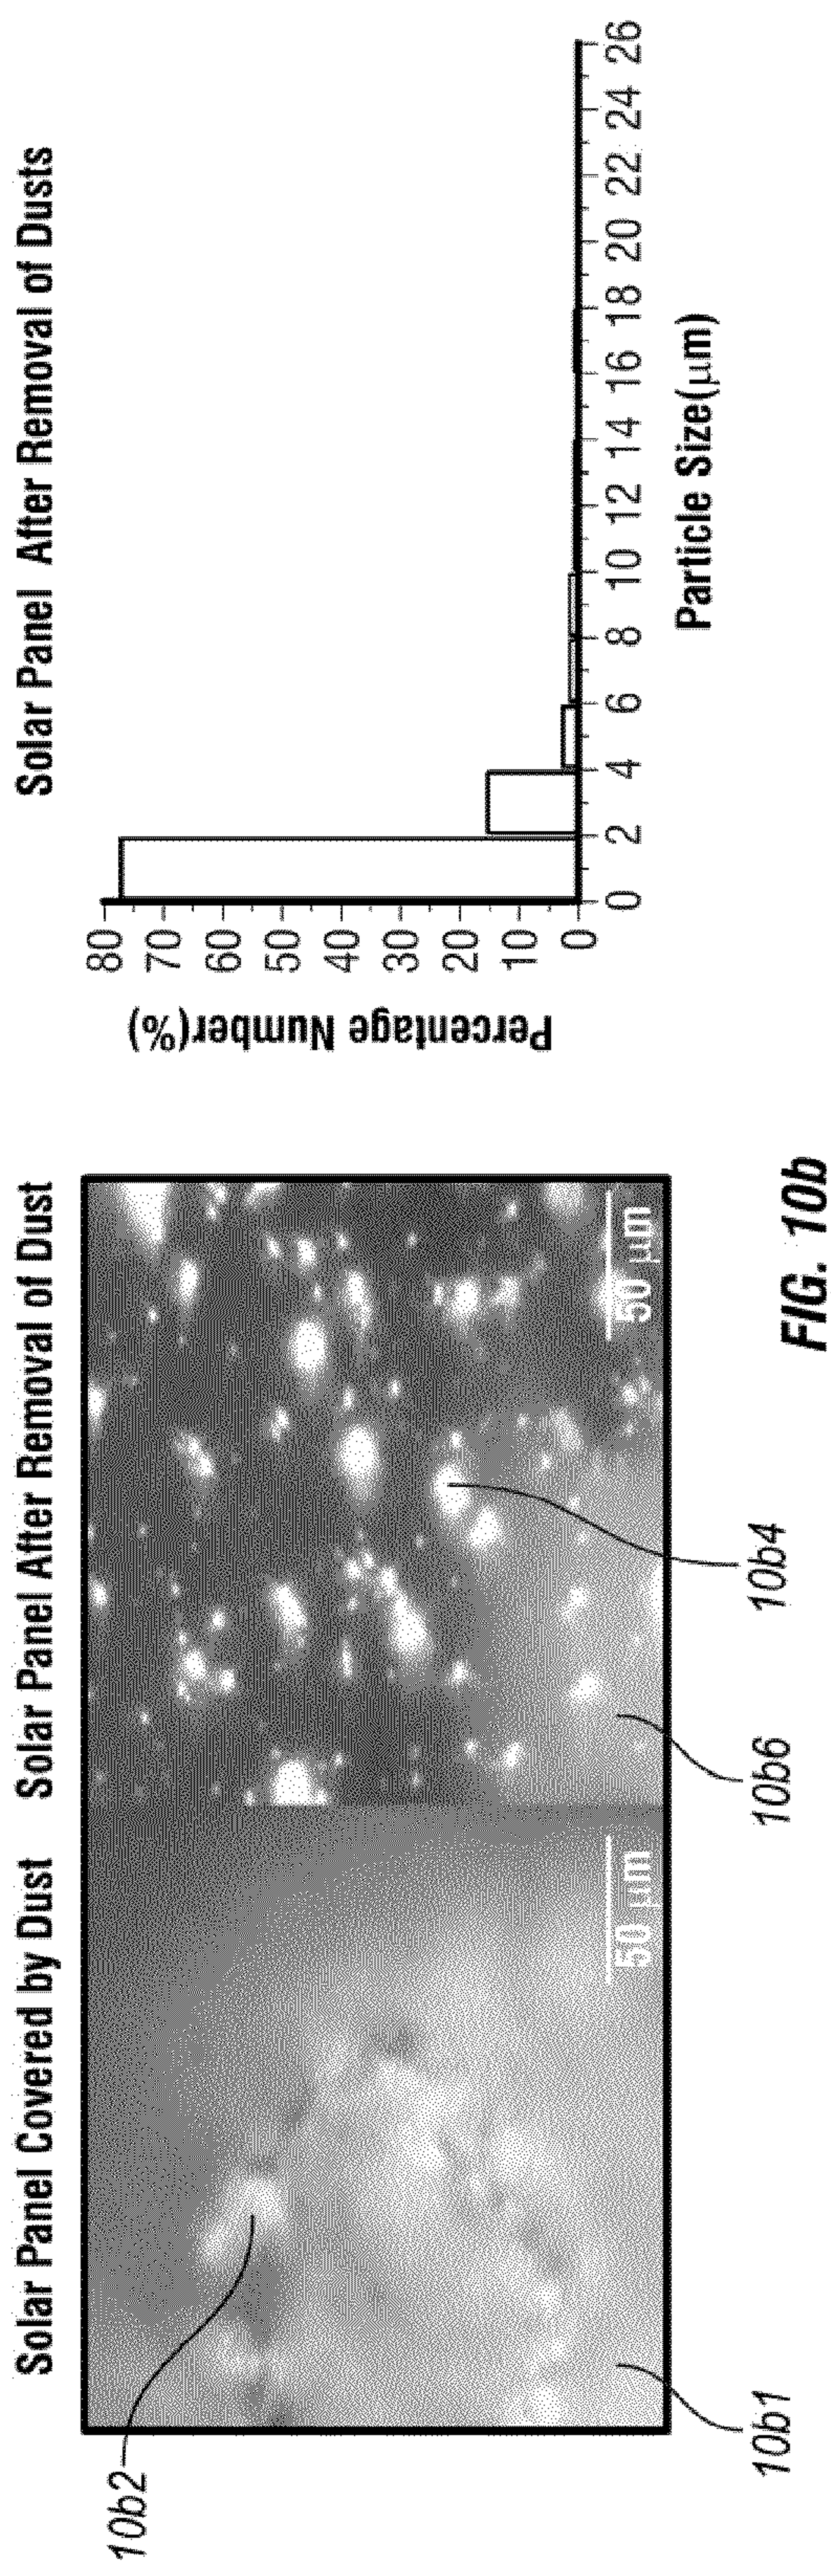 Solar Panel Covered by Dust
Solar Panel After Removal of Dust
10b2
50 μm
50 μm
10b1
10b6
10b4
Solar Panel After Removal of Dusts
Percentage Number(%)
80
70
60
50
40
30
20
10
0
0 2 4 6 8 10 12 14 16 18 20 22 24 26
Particle Size(μm)
FIG. 10b